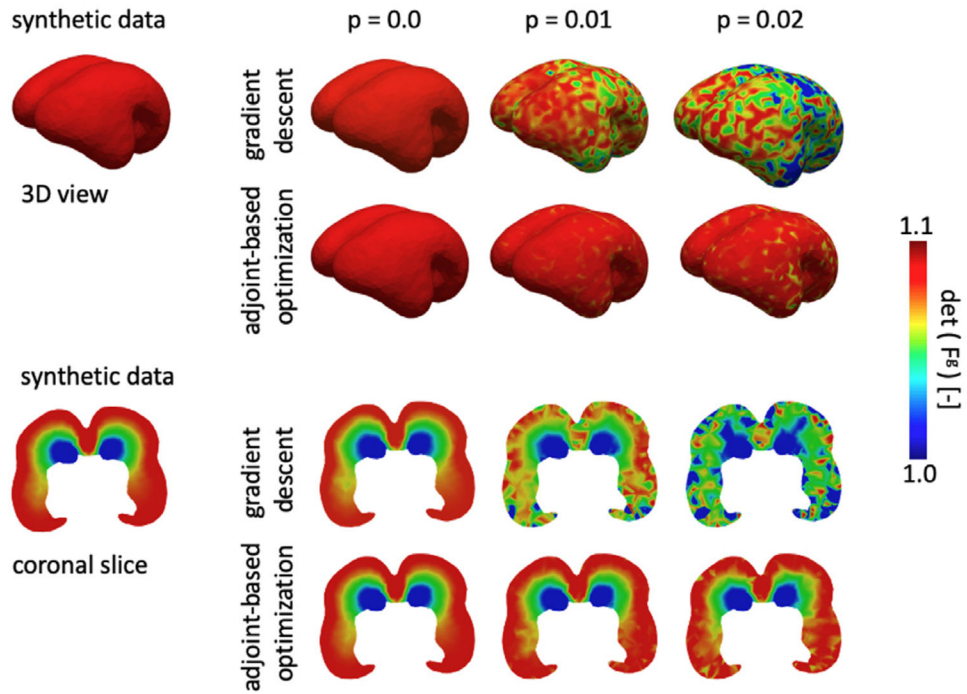 synthetic data
p = 0.0
p = 0.01
p = 0.02
gradient
descent
3D view
adjoint-based
optimization
1.1
det ( Fᵍ ) [-]
1.0
synthetic data
gradient
descent
coronal slice
adjoint-based
optimization